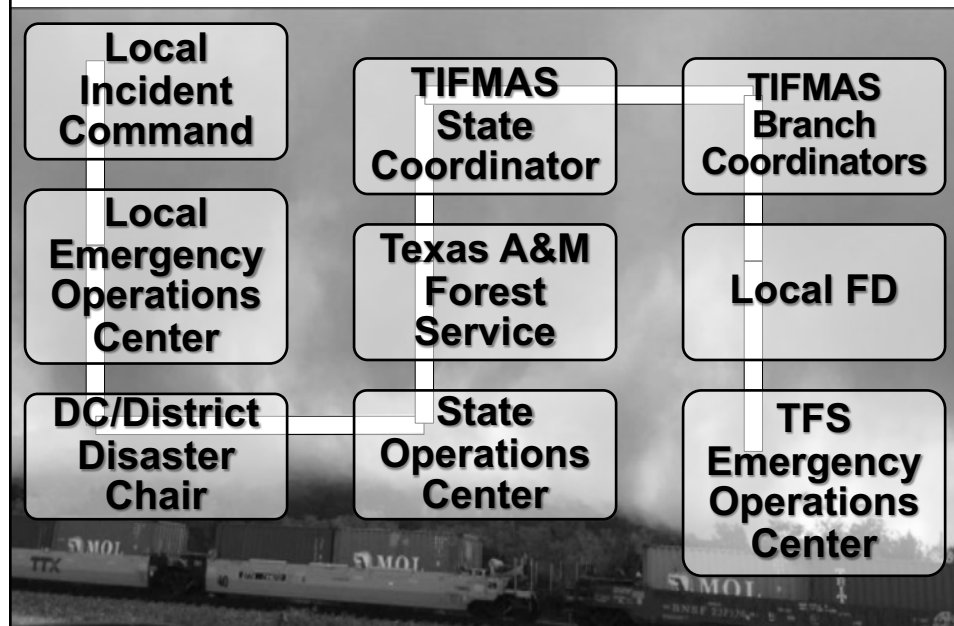 Local
Incident
Command
Local
Emergency
Operations
Center
DC/District
Disaster
Chair
State
Operations
Center
Texas A&M
Forest
Service
TIFMAS
State
Coordinator
TIFMAS
Branch
Coordinators
Local FD
TFS
Emergency
Operations
Center
TTX
MOL
MOL
MOL